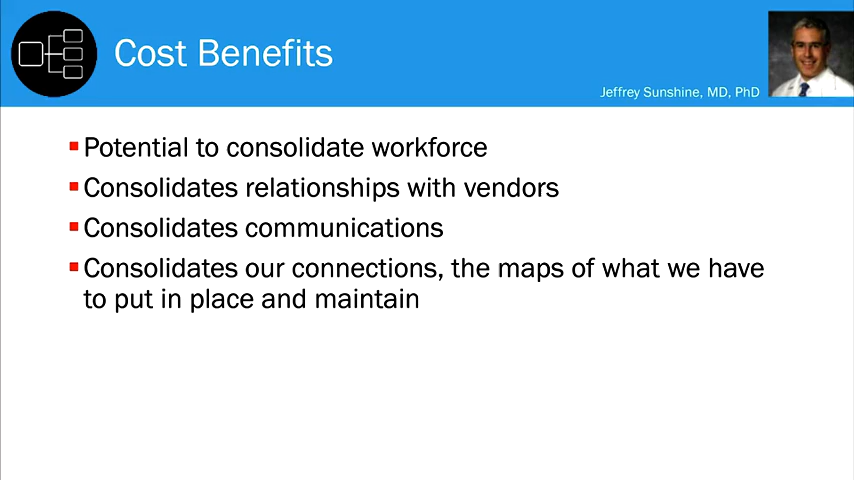 Cost Benefits
Jeffrey Sunshine, MD, PhD
Potential to consolidate workforce
Consolidates relationships with vendors
Consolidates communications
Consolidates our connections, the maps of what we have
to put in place and maintain